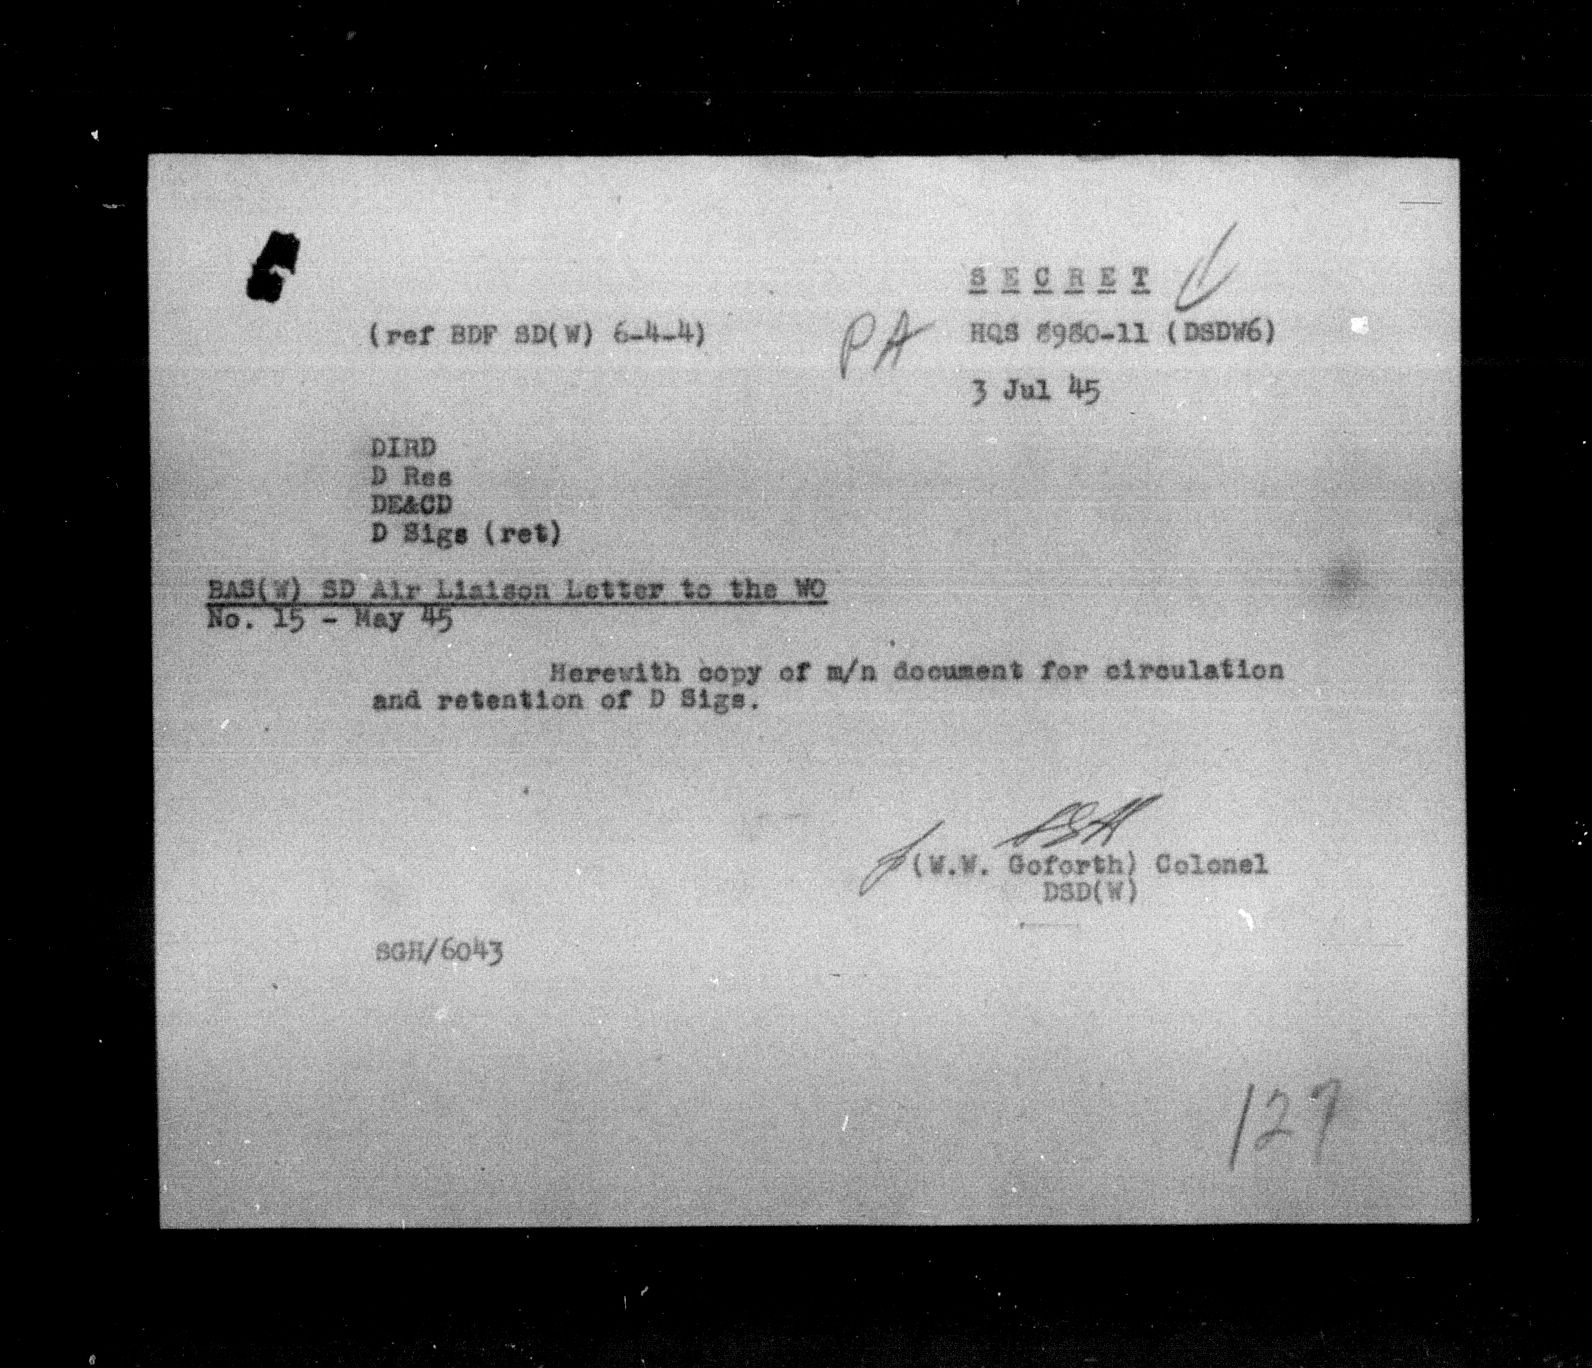 S E C R E T
(ref BDF SD(W) 6-4-4) PA HQS 8980-11 (DSDW6)
3 Jul 45
DIRD
D Res
DE&CD
D Sigs (ret)
BAS(W) SD Air Liaison Letter to the WO
No. 15 - May 45
Herewith copy of m/n document for circulation
and retention of D Sigs.
(W.W. Goforth) Colonel
DSD(W)
SGH/6043
127